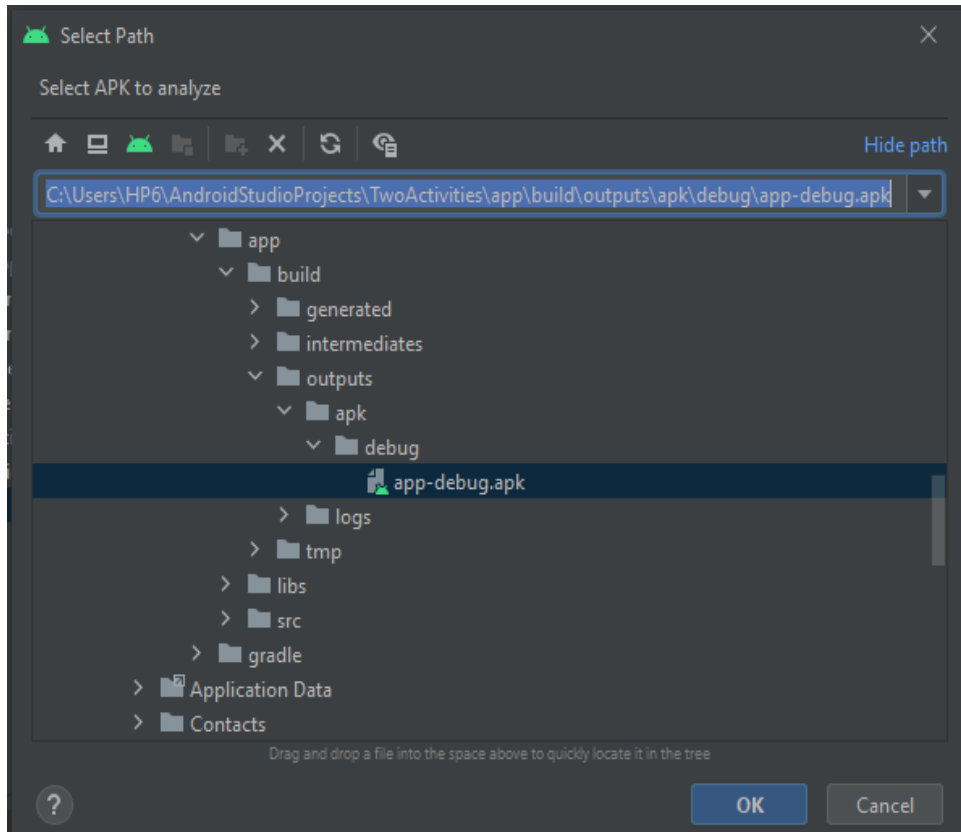 Select Path
Select APK to analyze
Hide path
C:\Users\HP6\AndroidStudioProjects\TwoActivities\app\build\outputs\apk\debug\app-debug.apk
app
build
generated
intermediates
outputs
apk
debug
app-debug.apk
logs
tmp
libs
src
gradle
Application Data
Contacts
Drag and drop a file into the space above to quickly locate it in the tree
?
OK
Cancel